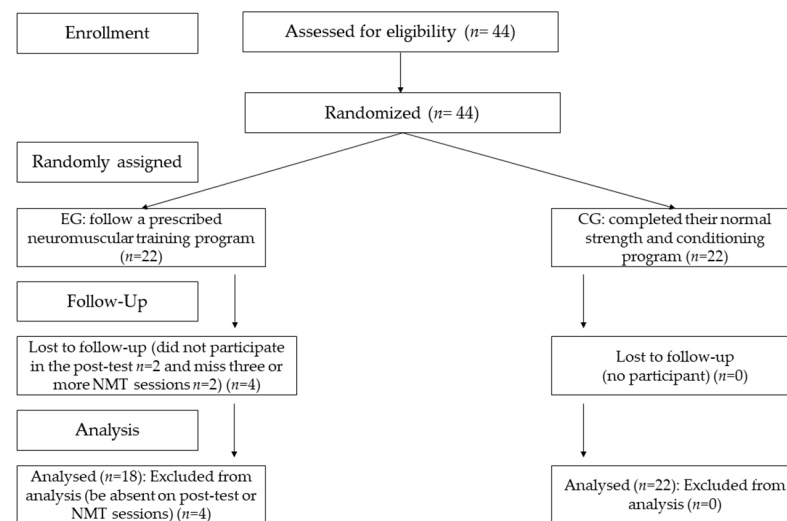 Enrollment
Assessed for eligibility (n= 44)
Randomized (n= 44)
Randomly assigned
EG: follow a prescribed
neuromuscular training program
(n=22)
CG: completed their normal
strength and conditioning
program (n=22)
Follow-Up
Lost to follow-up (did not participate
in the post-test n=2 and miss three or
more NMT sessions n=2) (n=4)
Lost to follow-up
(no participant) (n=0)
Analysis
Analysed (n=18): Excluded from
analysis (be absent on post-test or
NMT sessions) (n=4)
Analysed (n=22): Excluded from
analysis (n=0)